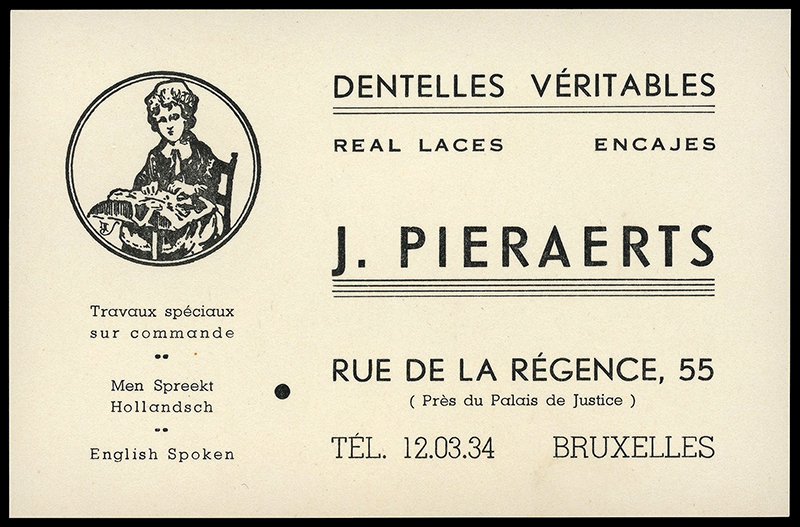 DENTELLES VÉRITABLES
REAL LACES ENCAJES
J. PIERAERTS
Travaux spéciaux
sur commande
Men Spreekt
Hollandsch
English Spoken
RUE DE LA RÉGENCE, 55
( Près du Palais de Justice )
TÉL. 12.03.34 BRUXELLES